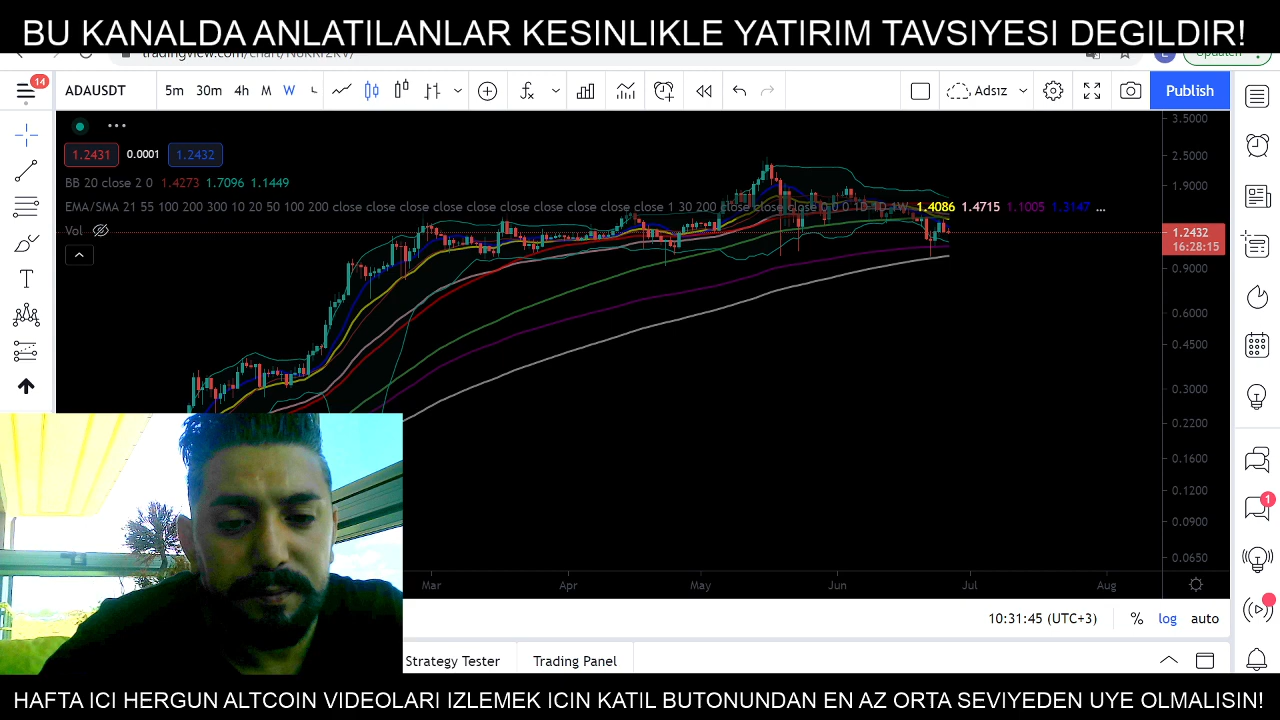 BU KANALDA ANLATILANLAR KESINLIKLE YATIRIM TAVSIYESI DEGILDIR!
14
ADAUSDT 5m 30m 4h M W Adsız Publish
1.2431 0.0001 1.2432
BB 20 close 2 0 1.4273 1.7096 1.1449
EMA/SMA 21 55 100 200 300 10 20 50 100 200 close close close close close close close close close close 1 30 200 close close close 0 0 0 1D 1D 1W 1.4086 1.4715 1.1005 1.3147 ...
Vol
3.5000
2.5000
1.9000
1.2432
16:28:15
0.9000
0.6000
0.4500
0.3000
0.2200
0.1600
0.1200
0.0900
0.0650
1
Mar Apr May Jun Jul Aug
10:31:45 (UTC+3) % log auto
Strategy Tester Trading Panel
HAFTA ICI HERGUN ALTCOIN VIDEOLARI IZLEMEK ICIN KATIL BUTONUNDAN EN AZ ORTA SEVIYEDEN UYE OLMALISIN!